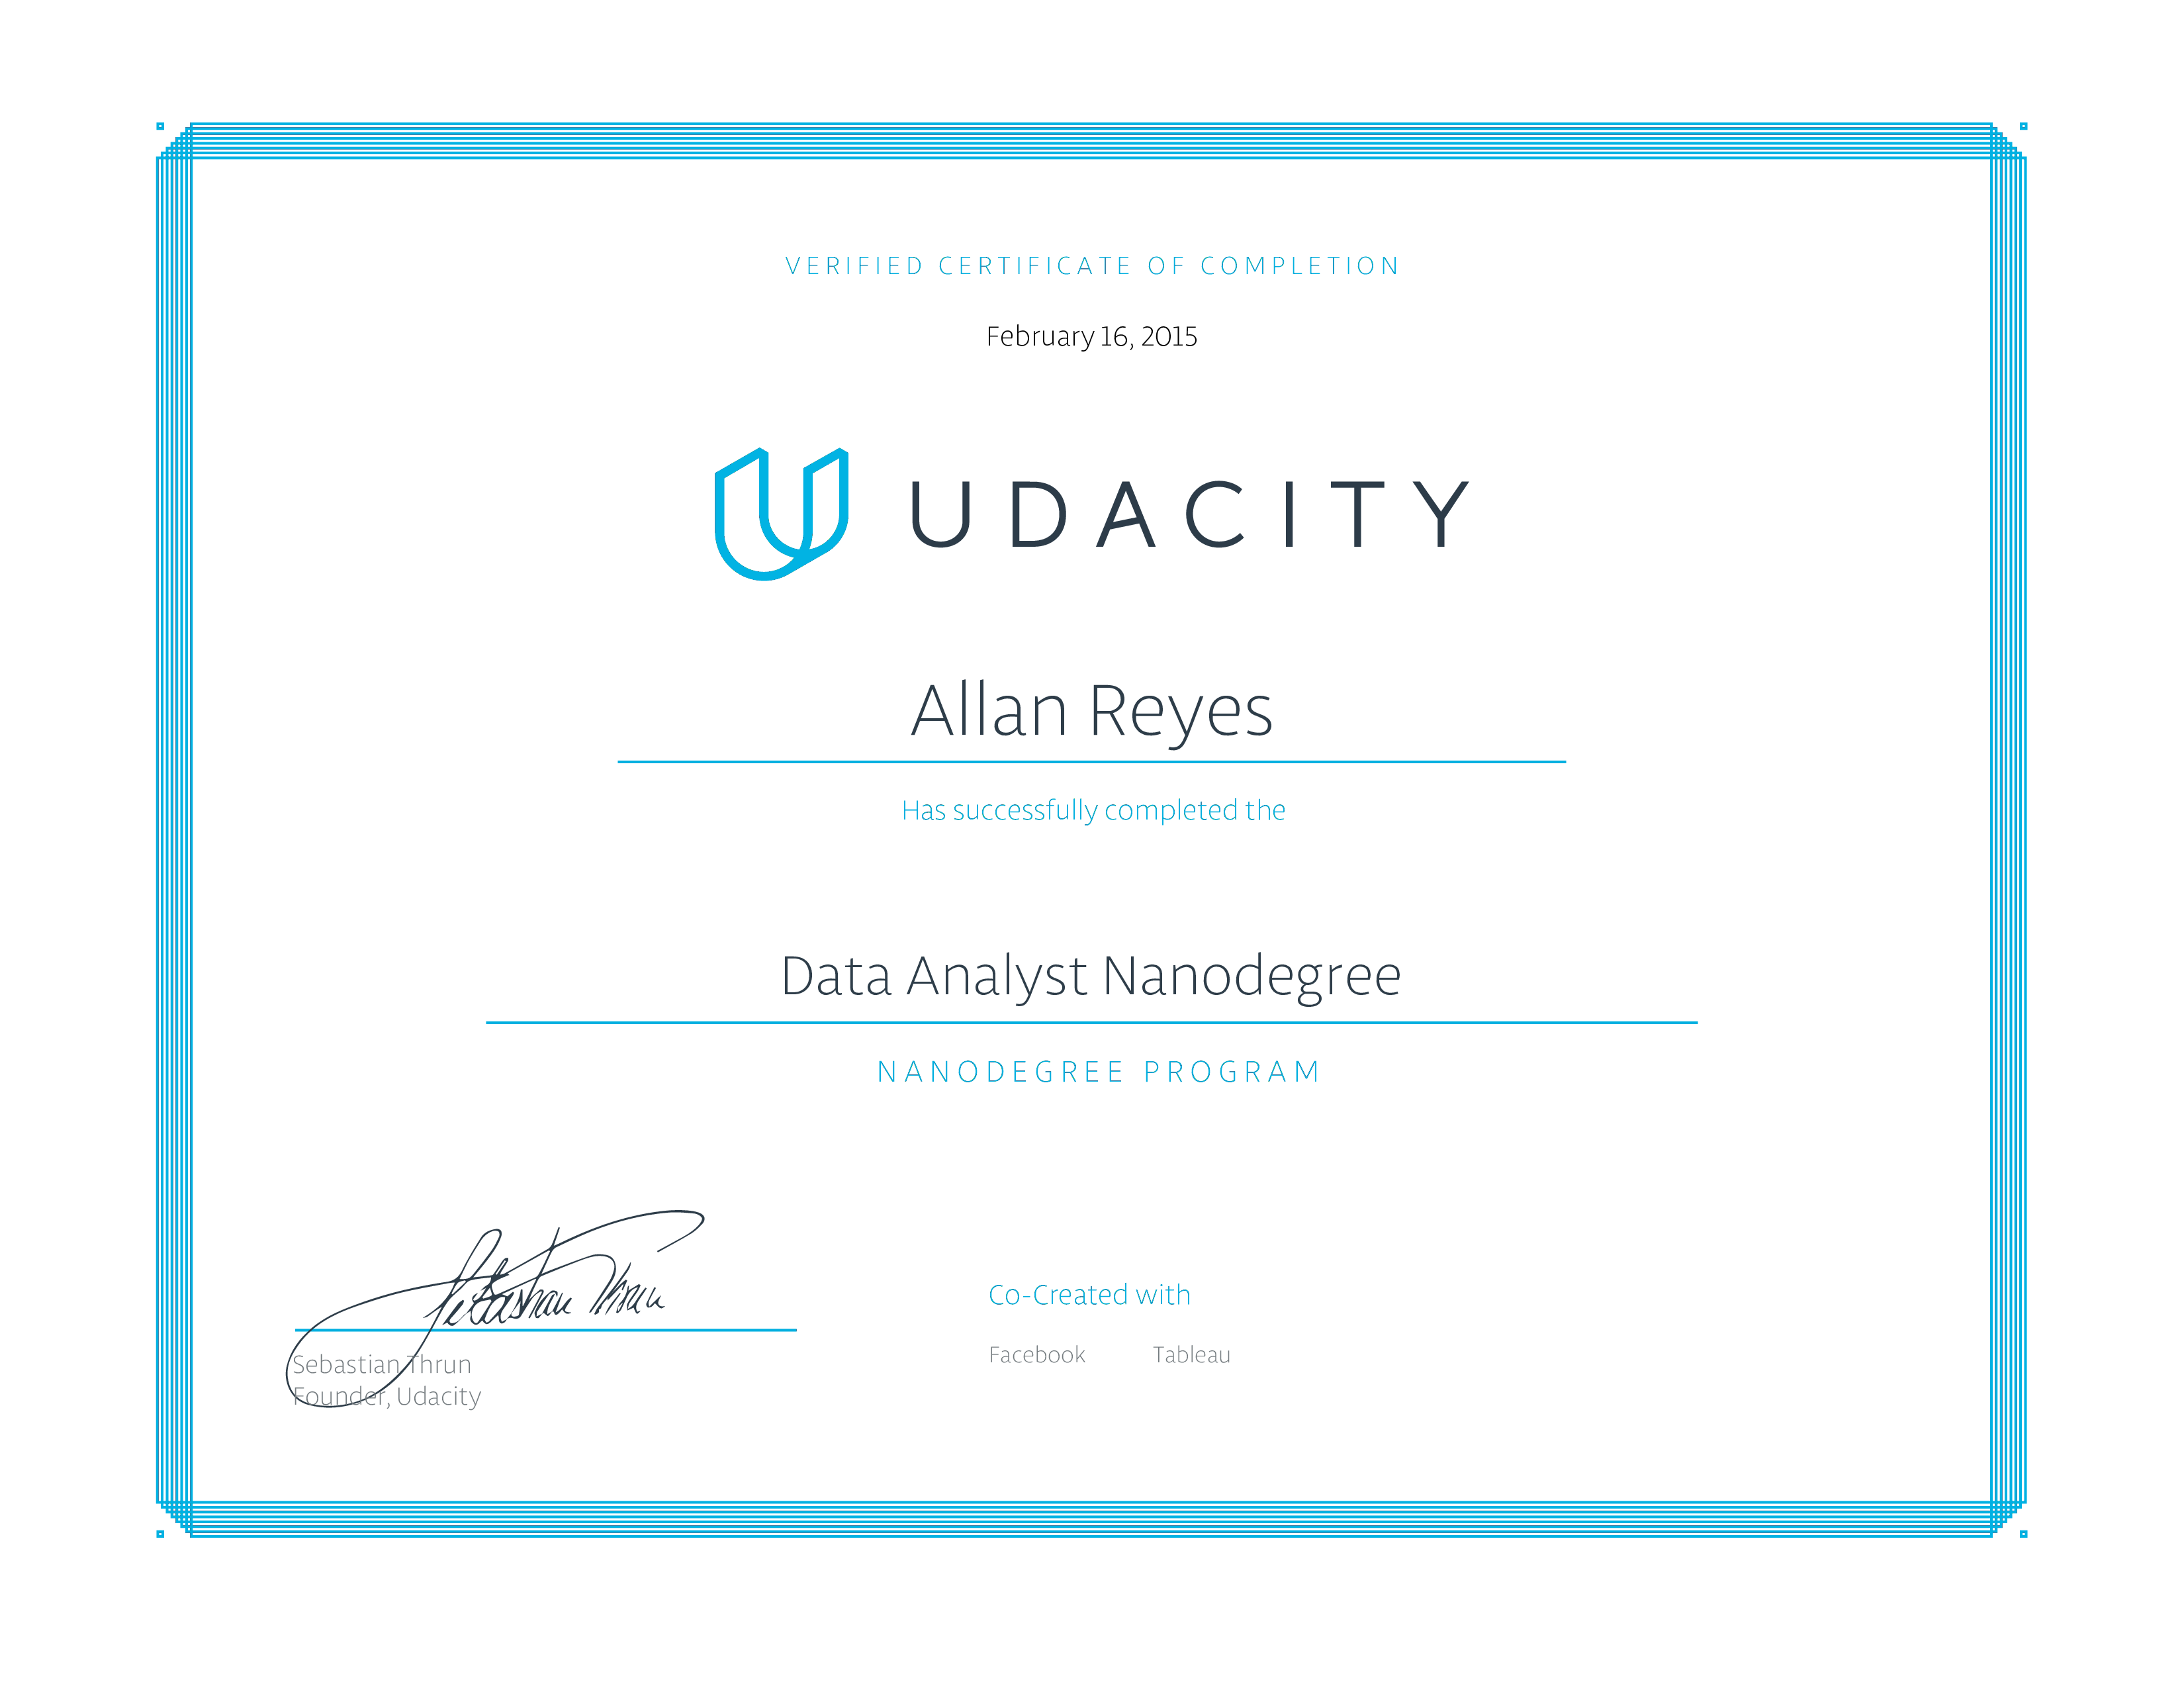 VERIFIED CERTIFICATE OF COMPLETION
February 16, 2015
UDACITY
Allan Reyes
Has successfully completed the
Data Analyst Nanodegree
NANODEGREE PROGRAM
Sebastian Thrun
Co-Created with
Sebastian Thrun
Founder, Udacity
Facebook Tableau